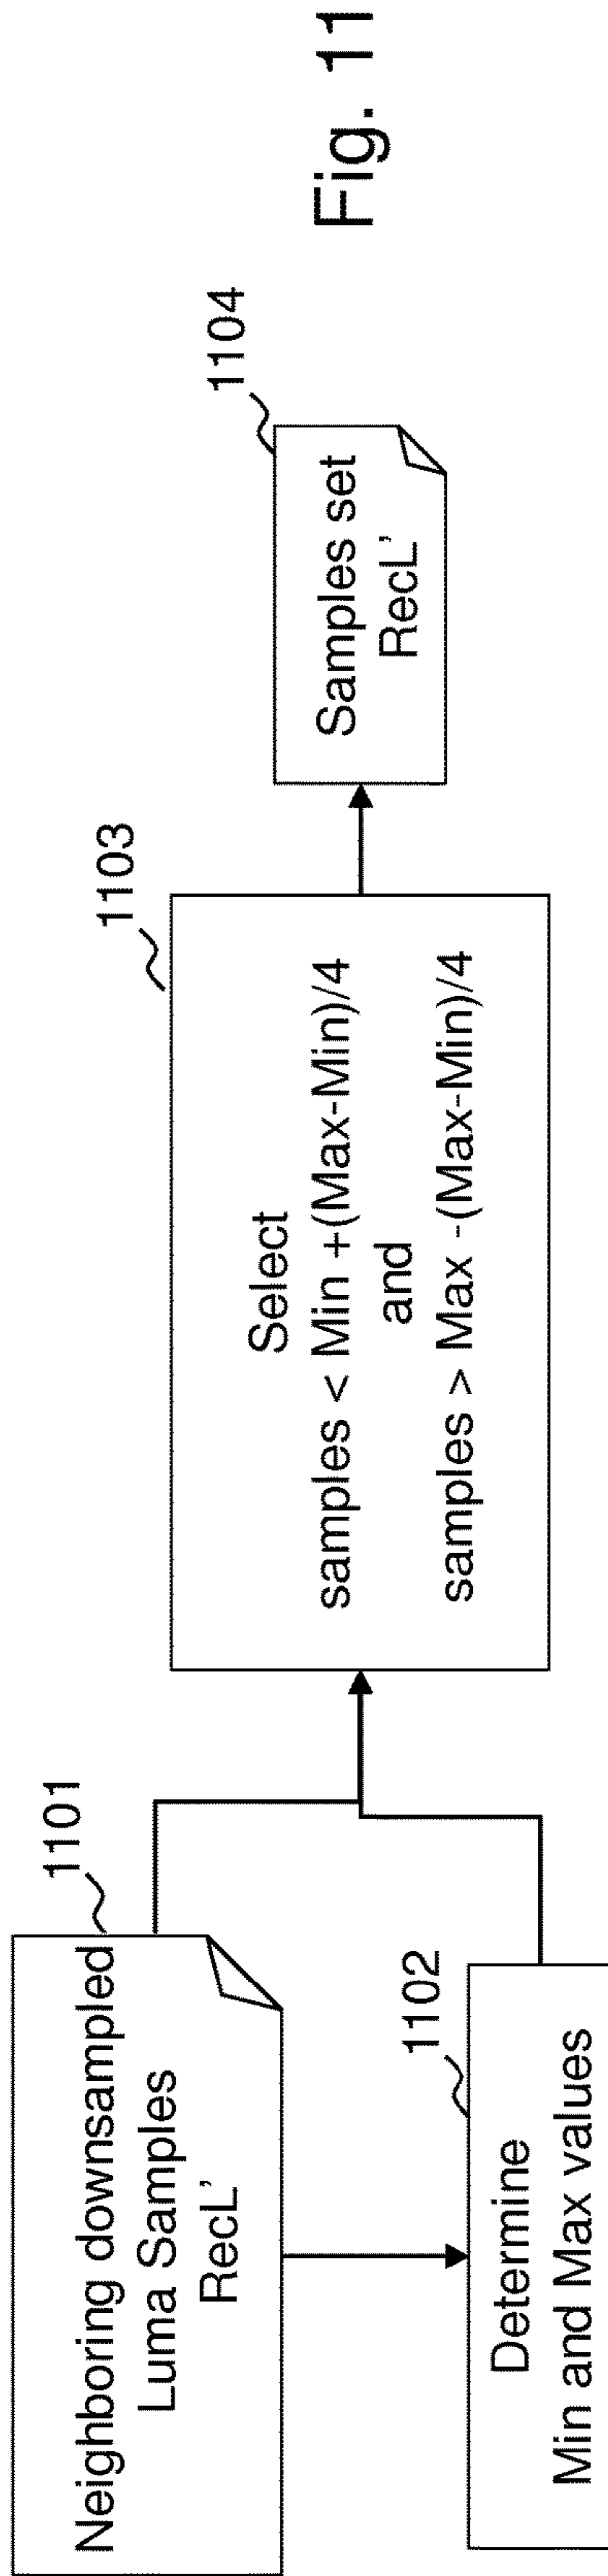 1101
Neighboring downsampled
Luma Samples
RecL'
1102
Determine
Min and Max values
1103
Select
samples < Min +(Max-Min)/4
and
samples > Max -(Max-Min)/4
1104
Samples set
RecL'
Fig. 11